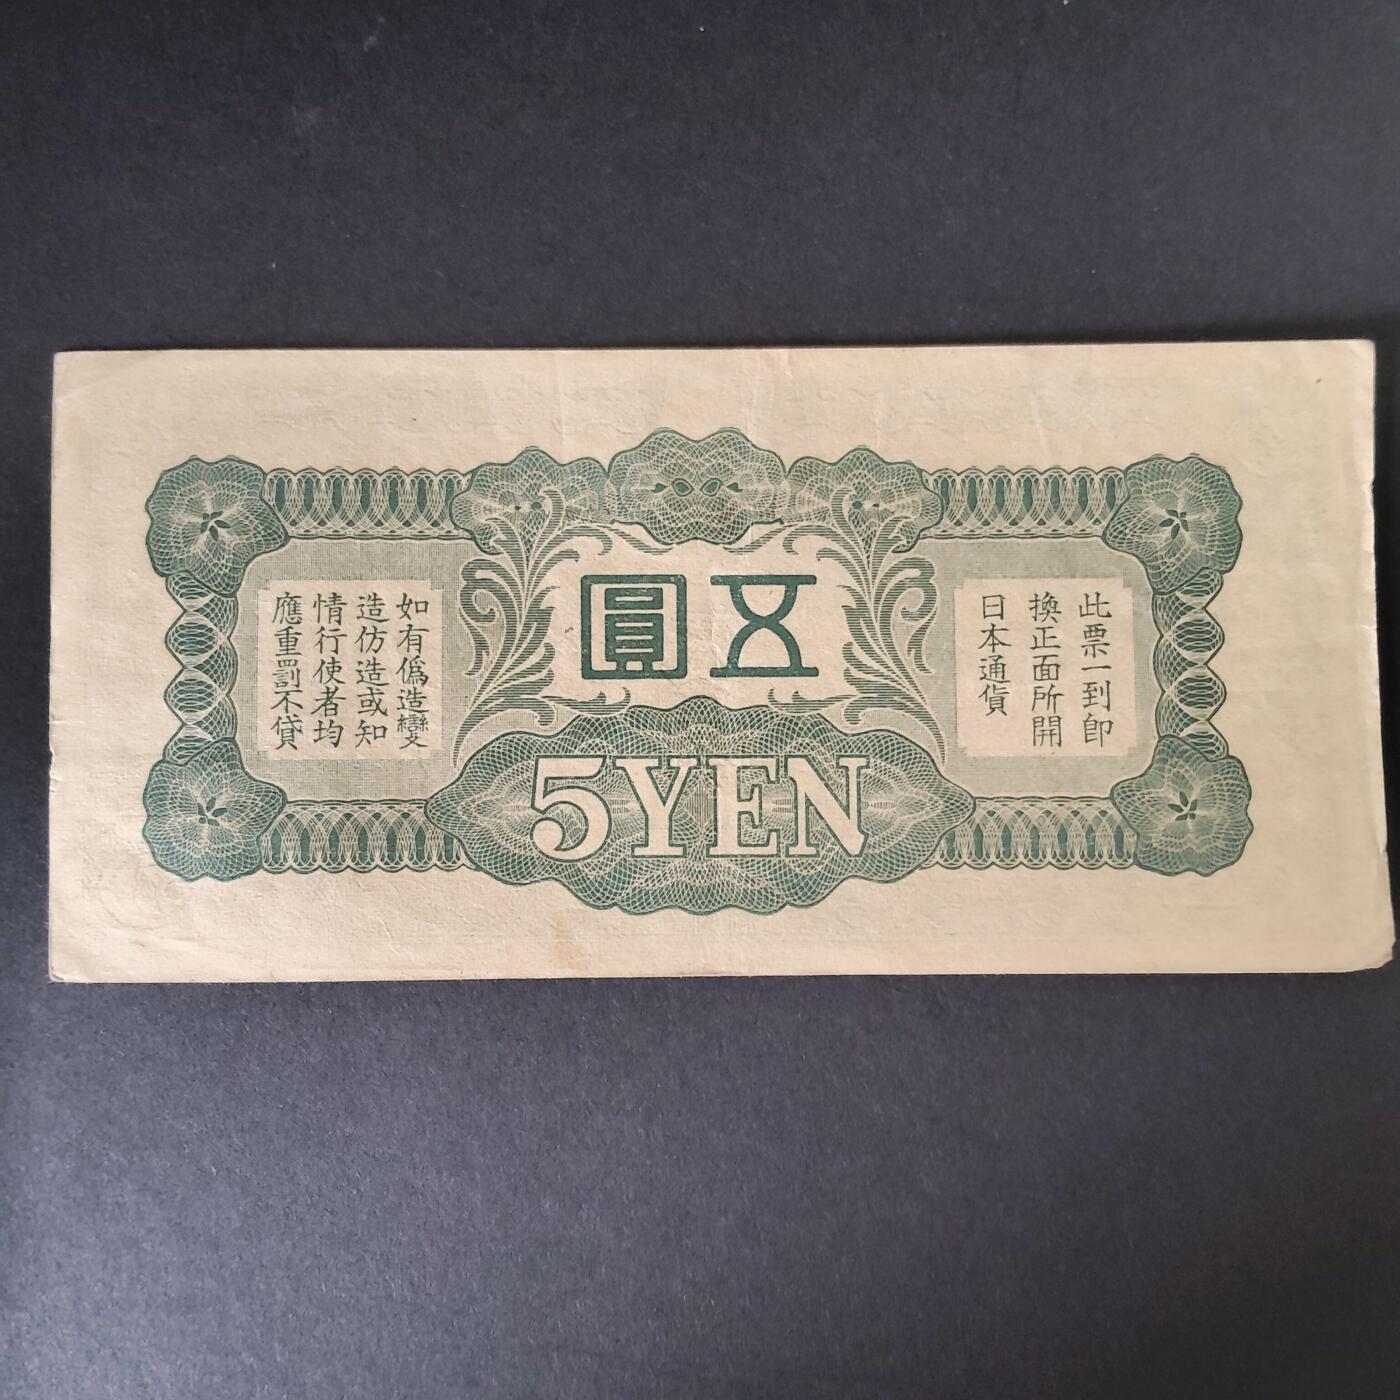 五圓
此票一到即
換正面所開
日本通貨
如有偽造變
造仿造或知
情行使者均
應重罰不貸
5YEN